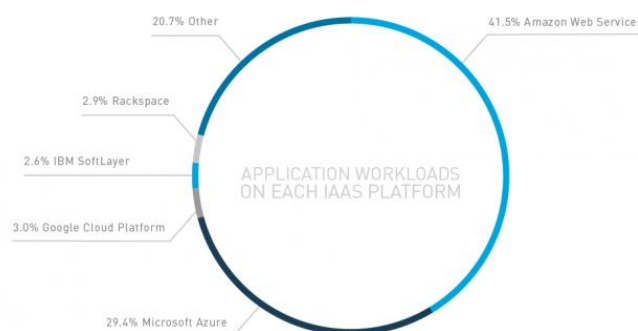 20.7% Other
41.5% Amazon Web Services
2.9% Rackspace
2.6% IBM SoftLayer
APPLICATION WORKLOADS
ON EACH IAAS PLATFORM
3.0% Google Cloud Platform
29.4% Microsoft Azure